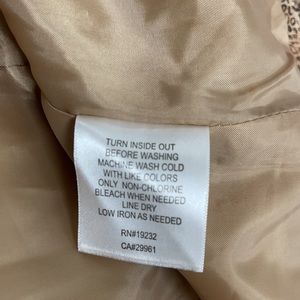 TURN INSIDE OUT
BEFORE WASHING
MACHINE WASH COLD
WITH LIKE COLORS
ONLY NON-CHLORINE
BLEACH WHEN NEEDED
LINE DRY
LOW IRON AS NEEDED
RN#19232
CA#29961